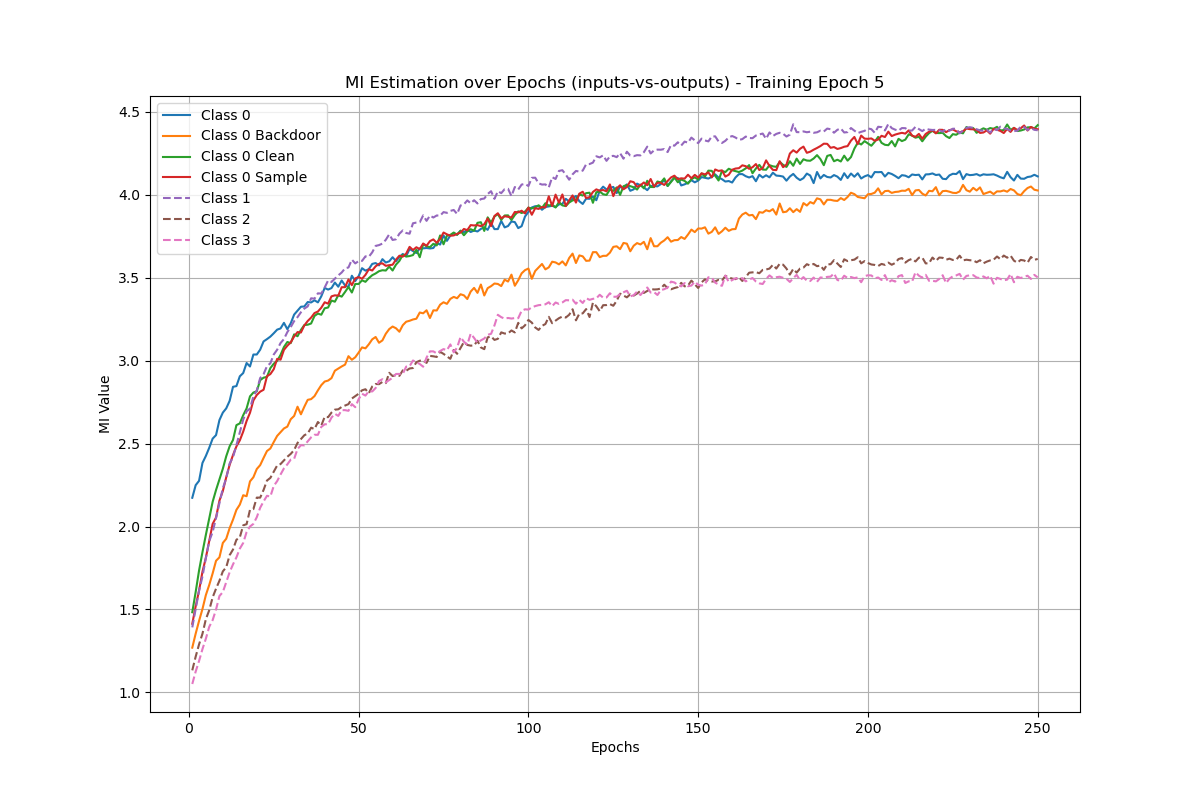 MI Estimation over Epochs (inputs-vs-outputs) - Training Epoch 5
Class 0
Class 0 Backdoor
Class 0 Clean
Class 0 Sample
Class 1
Class 2
Class 3
MI Value
4.5
4.0
3.5
3.0
2.5
2.0
1.5
1.0
0 50 100 150 200 250
Epochs